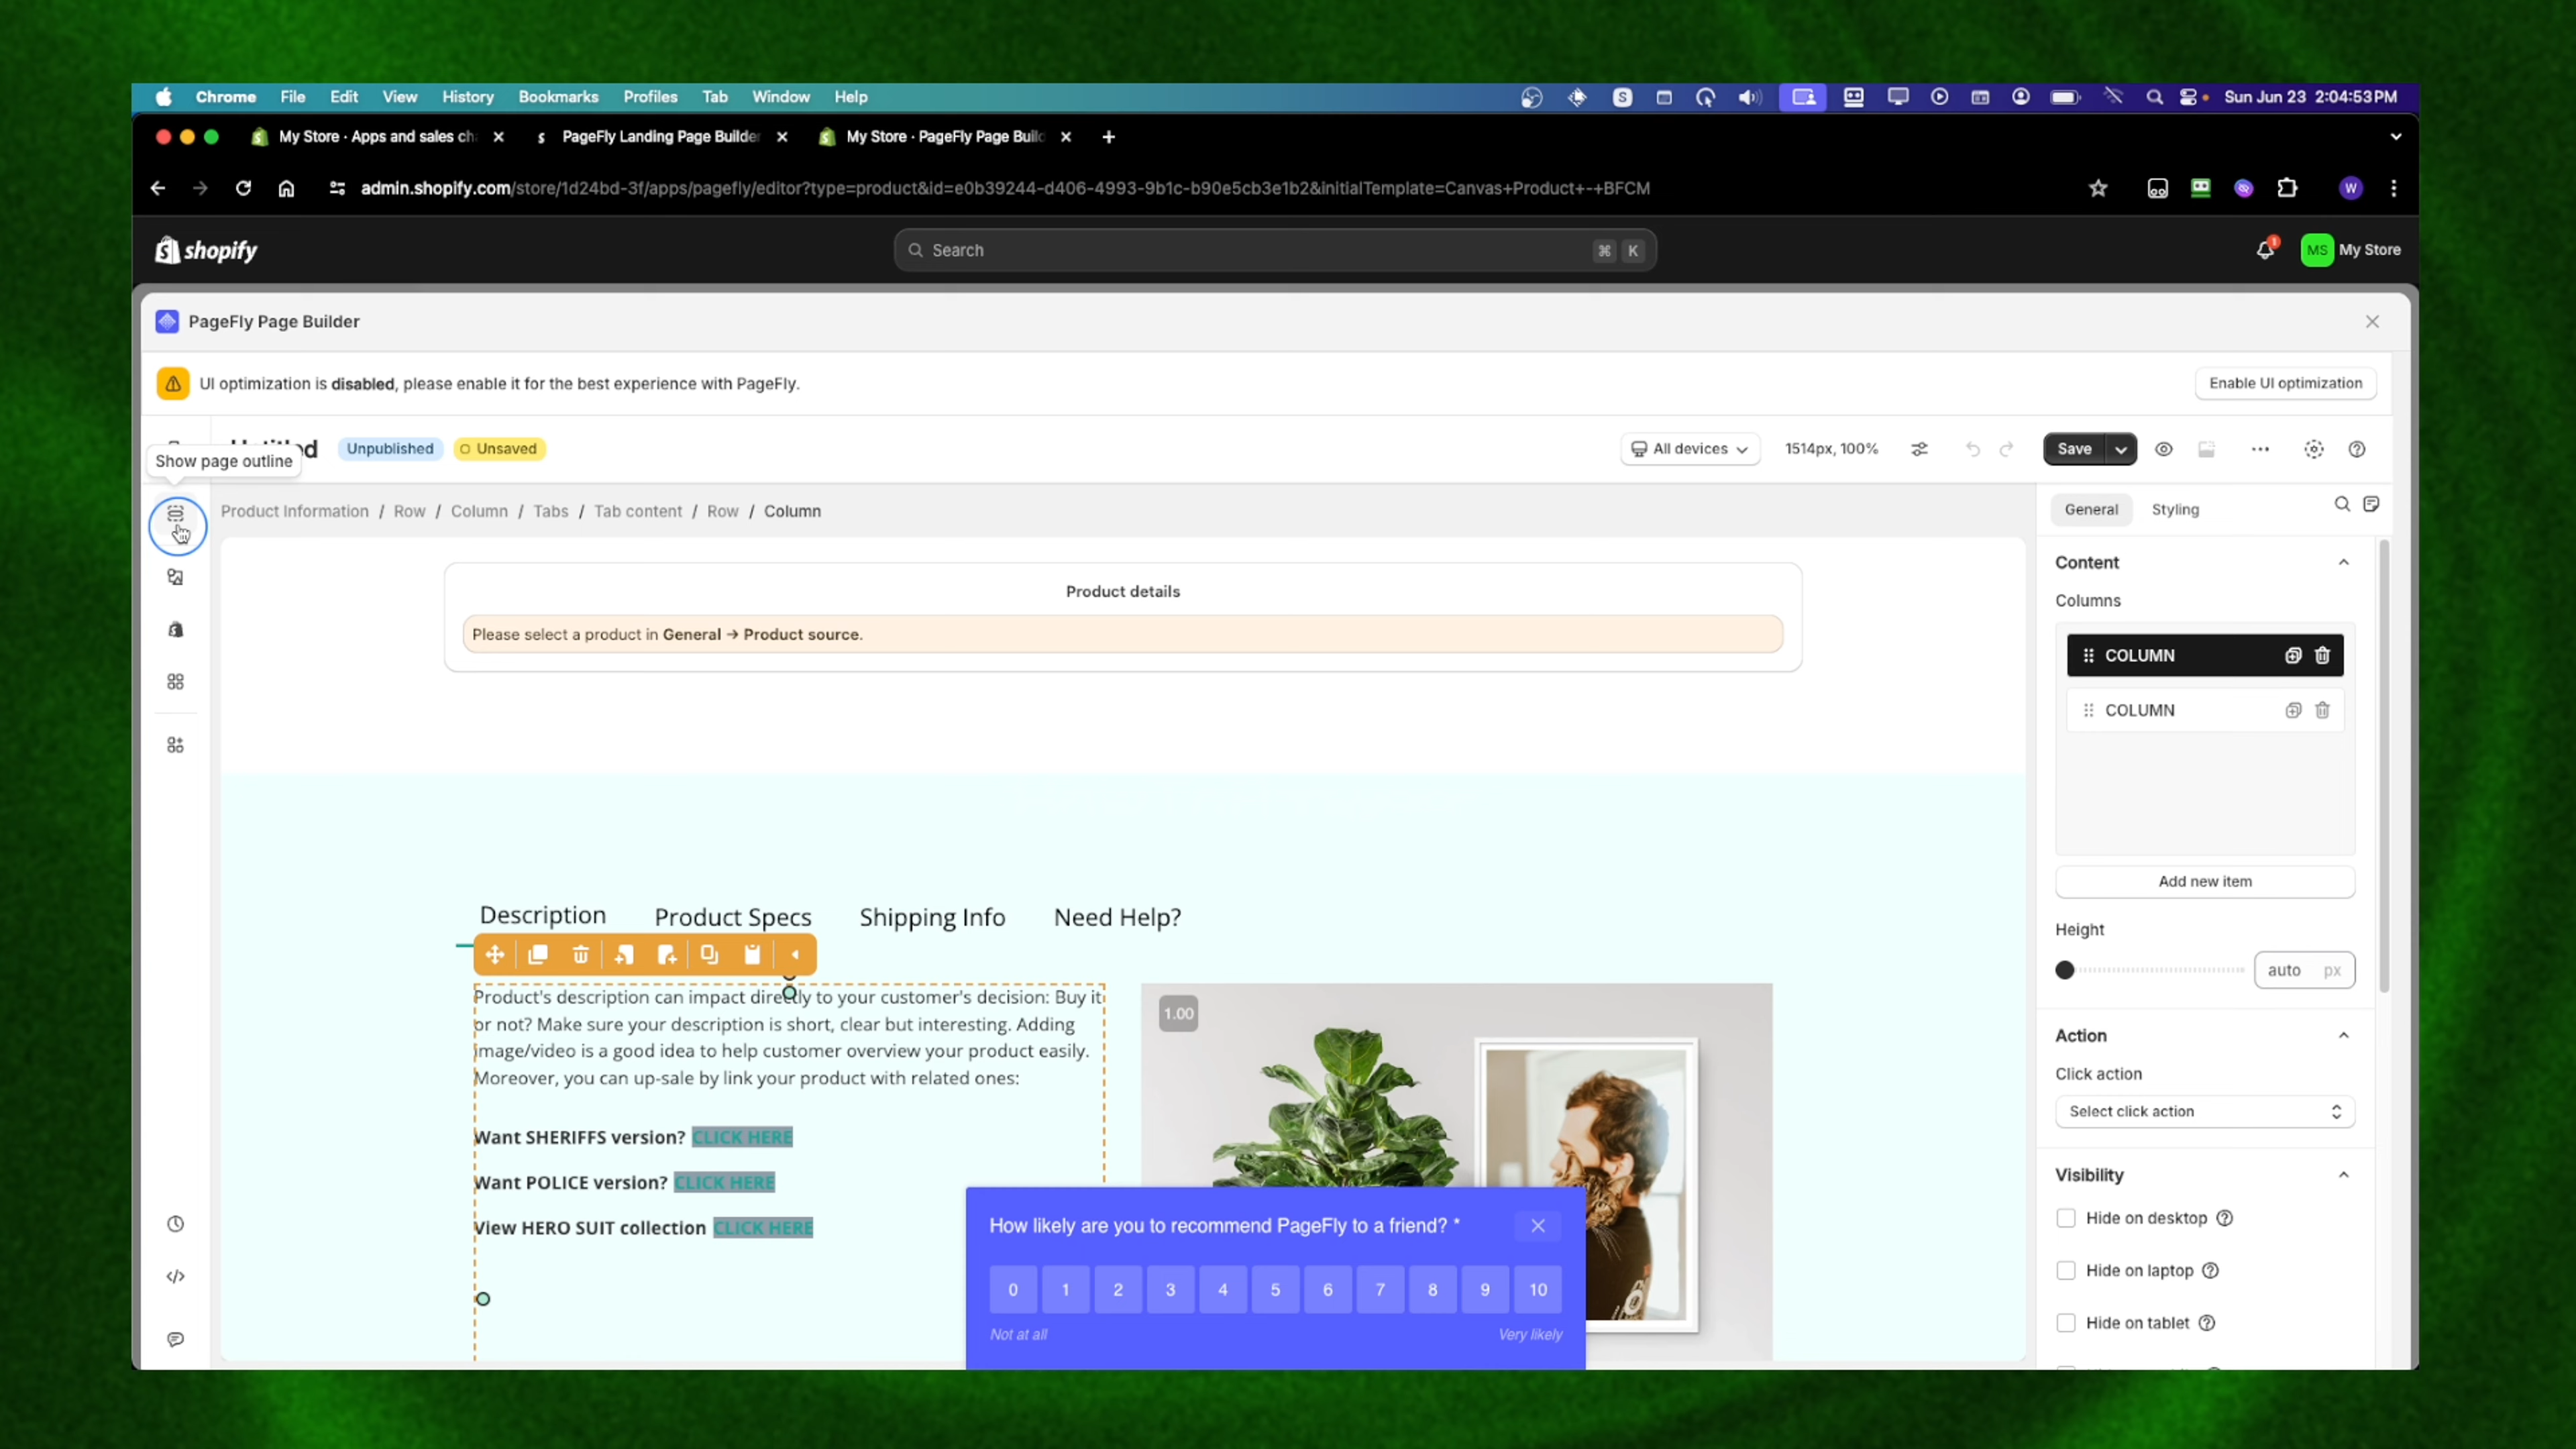 Chrome File Edit View History Bookmarks Profiles Tab Window Help
S
Sun Jun 23 2:04:53 PM
My Store · Apps and sales ch
PageFly Landing Page Builder
My Store · PageFly Page Build
admin.shopify.com/store/1d24bd-3f/apps/pagefly/editor?type=product&id=e0b39244-d406-4993-9b1c-b90e5cb3e1b2&initialTemplate=Canvas+Product+-+BFCM
W
shopify
Search
⌘ K
1
MS My Store
PageFly Page Builder
UI optimization is disabled, please enable it for the best experience with PageFly.
Enable UI optimization
Unpublished
Unsaved
All devices
1514px, 100%
Save
Show page outline
Product Information / Row / Column / Tabs / Tab content / Row / Column
General
Styling
Product details
Please select a product in General → Product source.
Content
Columns
COLUMN
COLUMN
Add new item
Height
auto px
Action
Click action
Select click action
Visibility
Hide on desktop
Hide on laptop
Hide on tablet
Description
Product Specs
Shipping Info
Need Help?
Product's description can impact directly to your customer's decision: Buy it
or not? Make sure your description is short, clear but interesting. Adding
image/video is a good idea to help customer overview your product easily.
Moreover, you can up-sale by link your product with related ones:
Want SHERIFFS version? CLICK HERE
Want POLICE version? CLICK HERE
View HERO SUIT collection CLICK HERE
1.00
How likely are you to recommend PageFly to a friend? *
0 1 2 3 4 5 6 7 8 9 10
Not at all
Very likely